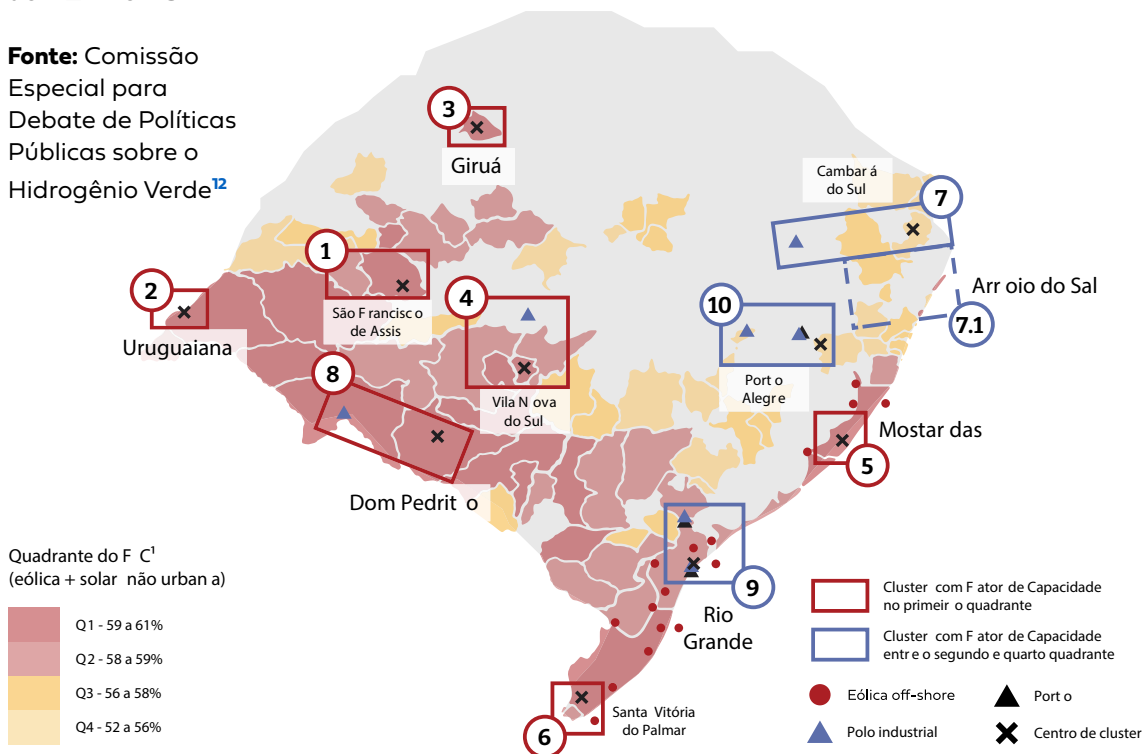 Fonte: Comissão
Especial para
Debate de Políticas
Públicas sobre o
Hidrogênio Verde12
3
Giruá
Cambar á
do Sul
7
1
2
São F rancisc o
de Assis
4
10
Arr oio do Sal
7.1
Uruguaiana
8
Vila N ova
do Sul
Port o
Alegr e
Mostar das
5
Dom Pedrit o
9
Rio
Grande
6
Santa Vitória
do Palmar
Quadrante do F C1
(eólica + solar não urban a)
Q1 - 59 a 61%
Q2 - 58 a 59%
Q3 - 56 a 58%
Q4 - 52 a 56%
Cluster com F ator de Capacidade
no primeir o quadrante
Cluster com F ator de Capacidade
entr e o segundo e quarto quadrante
Eólica off-shore
Port o
Polo industrial
Centro de cluster